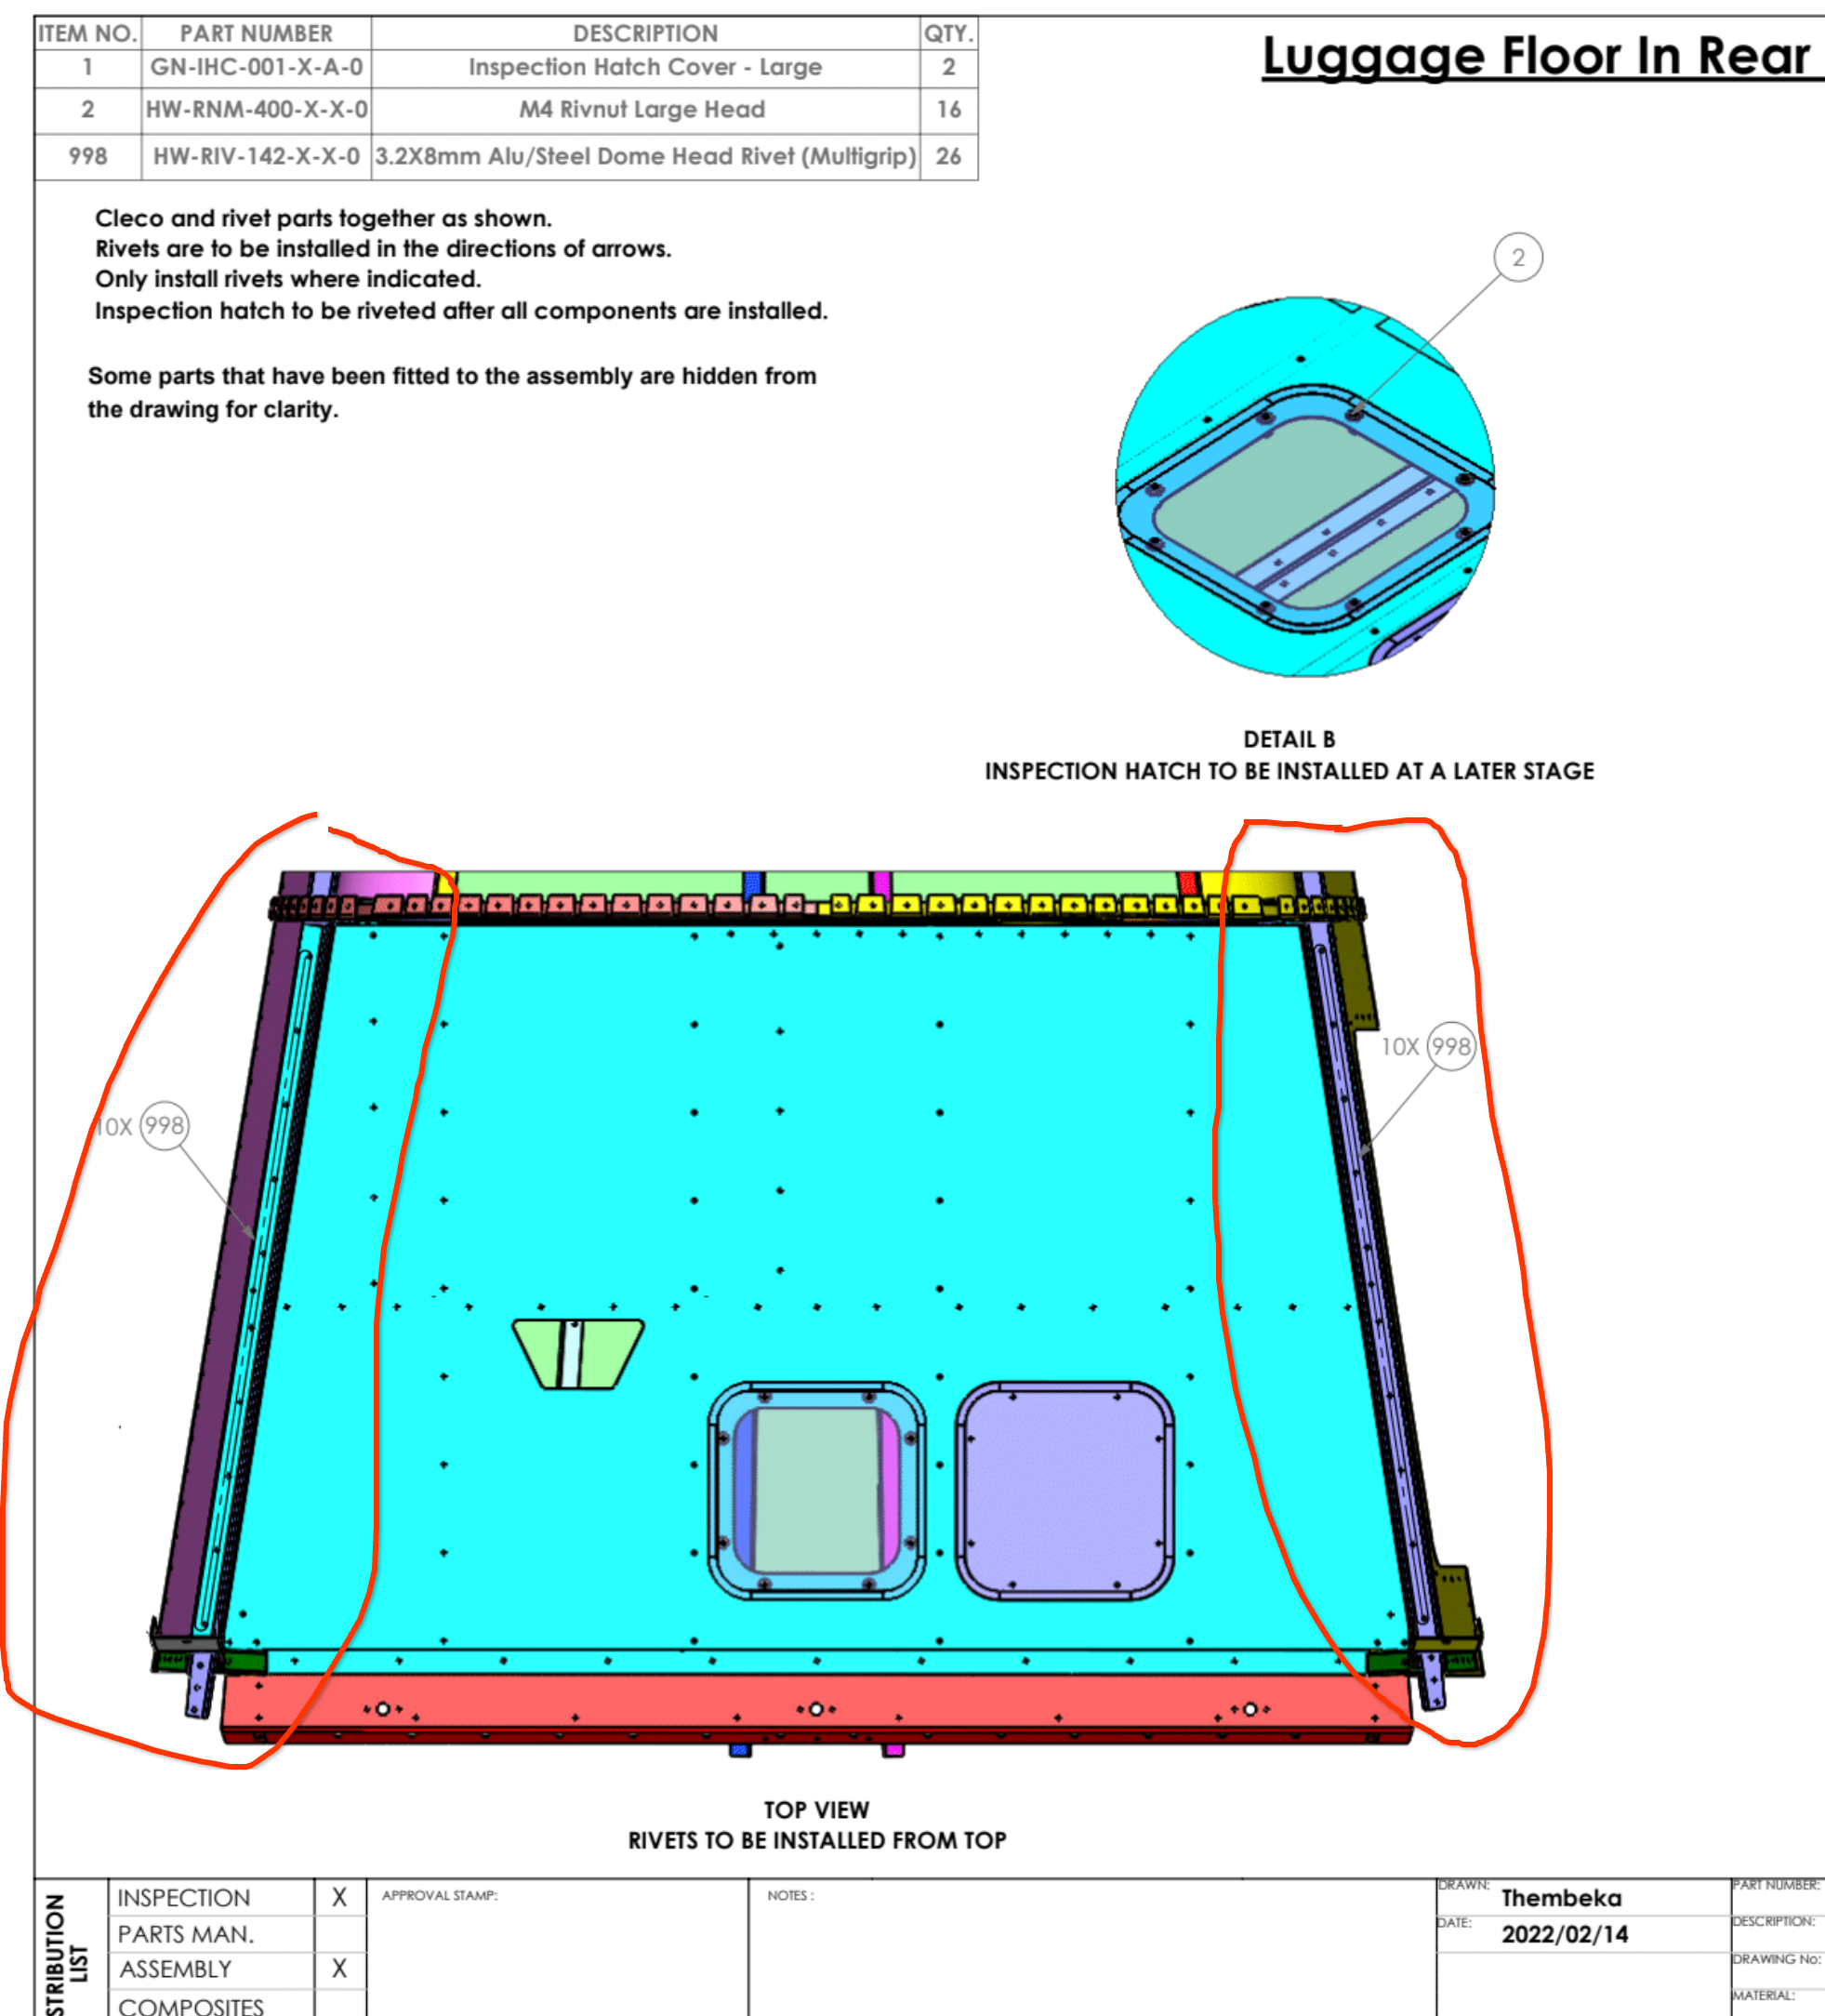 Luggage Floor In Rear
ITEM NO. PART NUMBER DESCRIPTION QTY.
1 GN-IHC-001-X-A-0 Inspection Hatch Cover - Large 2
2 HW-RNM-400-X-X-0 M4 Rivnut Large Head 16
998 HW-RIV-142-X-X-0 3.2X8mm Alu/Steel Dome Head Rivet (Multigrip) 26
Cleco and rivet parts together as shown.
Rivets are to be installed in the directions of arrows.
Only install rivets where indicated.
Inspection hatch to be riveted after all components are installed.
Some parts that have been fitted to the assembly are hidden from
the drawing for clarity.
2
DETAIL B
INSPECTION HATCH TO BE INSTALLED AT A LATER STAGE
10X 998
10X 998
TOP VIEW
RIVETS TO BE INSTALLED FROM TOP
STRIBUTION
LIST
INSPECTION X
PARTS MAN.
ASSEMBLY X
COMPOSITES
APPROVAL STAMP:
NOTES :
DRAWN: Thembeka
DATE: 2022/02/14
PART NUMBER:
DESCRIPTION:
DRAWING No:
MATERIAL: